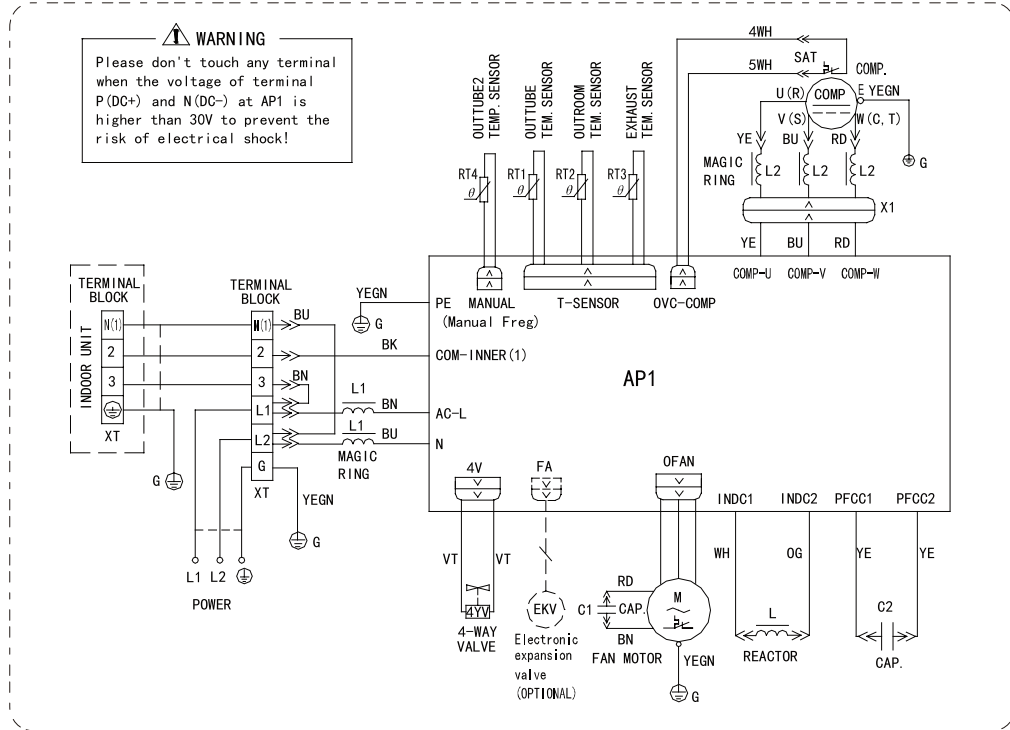 WARNING
Please don't touch any terminal
when the voltage of terminal
P(DC+) and N(DC-) at AP1 is
higher than 30V to prevent the
risk of electrical shock!
4WH
5WH
SAT
COMP.
U(R)
COMP
E
YEGN
V(S)
W(C,T)
G
YE
BU
RD
MAGIC
RING
L2
L2
L2
X1
YE
BU
RD
COMP-U
COMP-V
COMP-W
OUTTUBE2
TEMP. SENSOR
OUTTUBE
TEM. SENSOR
OUTROOM
TEM. SENSOR
EXHAUST
TEM. SENSOR
RT4
θ
RT1
θ
RT2
θ
RT3
θ
PE
MANUAL
(Manual Freg)
T-SENSOR
OVC-COMP
YEGN
G
COM-INNER(1)
AP1
AC-L
N
TERMINAL
BLOCK
INDOOR UNIT
N(1)
2
3
XT
G
TERMINAL
BLOCK
N(1)
2
3
L1
L2
G
XT
BU
BK
BN
L1
BN
L1
BU
MAGIC
RING
YEGN
G
L1
L2
POWER
4V
FA
OFAN
INDC1
INDC2
PFCC1
PFCC2
VT
VT
4YV
4-WAY
VALVE
EKV
Electronic
expansion
valve
(OPTIONAL)
RD
C1
CAP.
BN
FAN MOTOR
M
~
YEGN
G
WH
OG
L
REACTOR
YE
YE
C2
CAP.